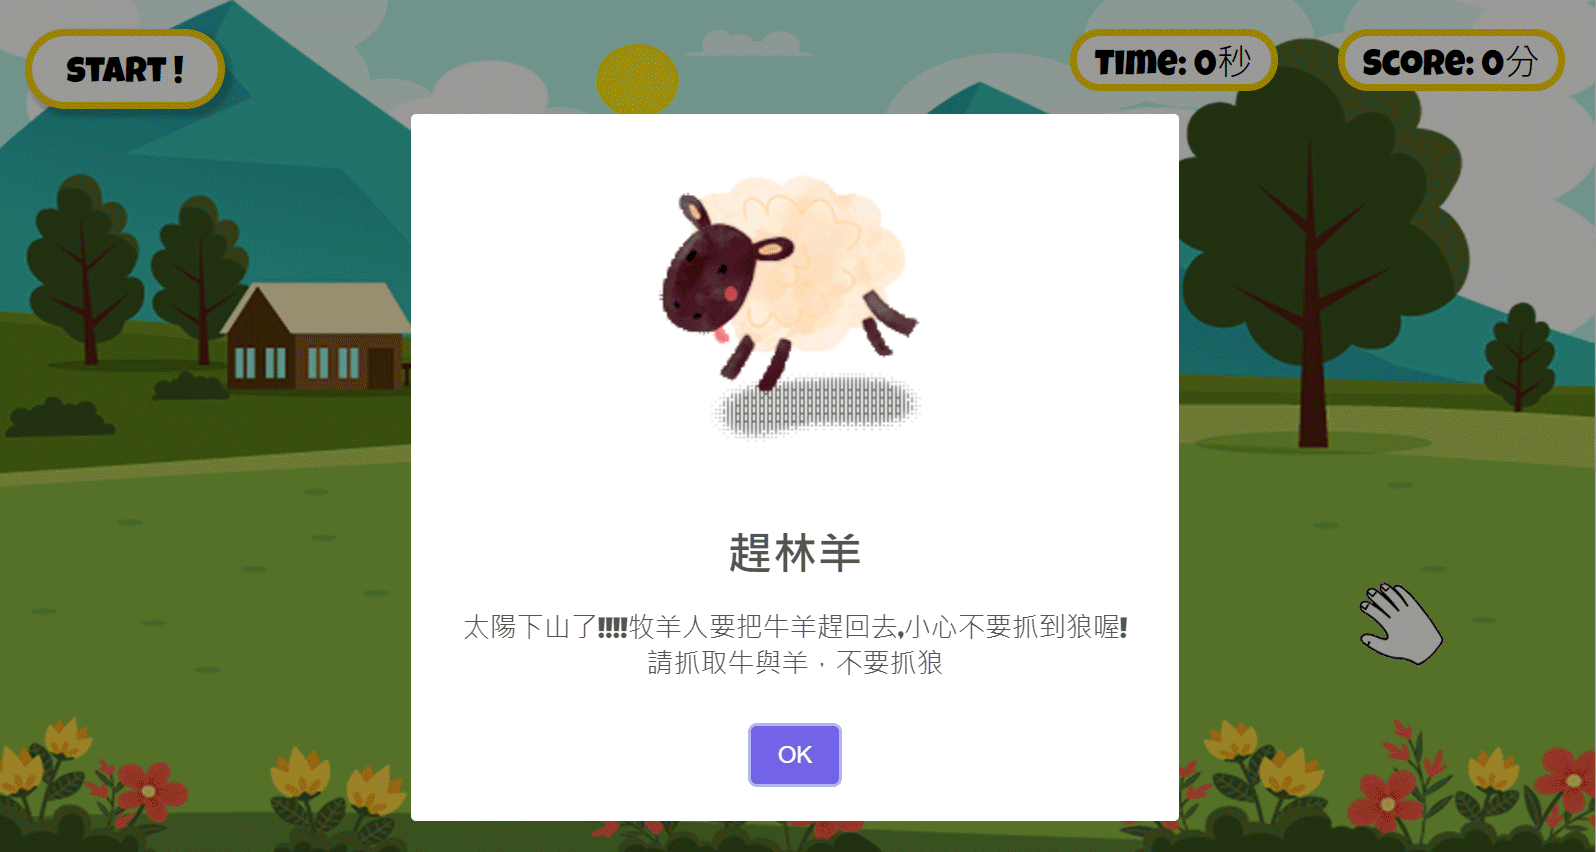 START !
Time: 0秒
Score: 0分
趕林羊
太陽下山了!!!!牧羊人要把牛羊趕回去,小心不要抓到狼喔!
請抓取牛與羊，不要抓狼
OK